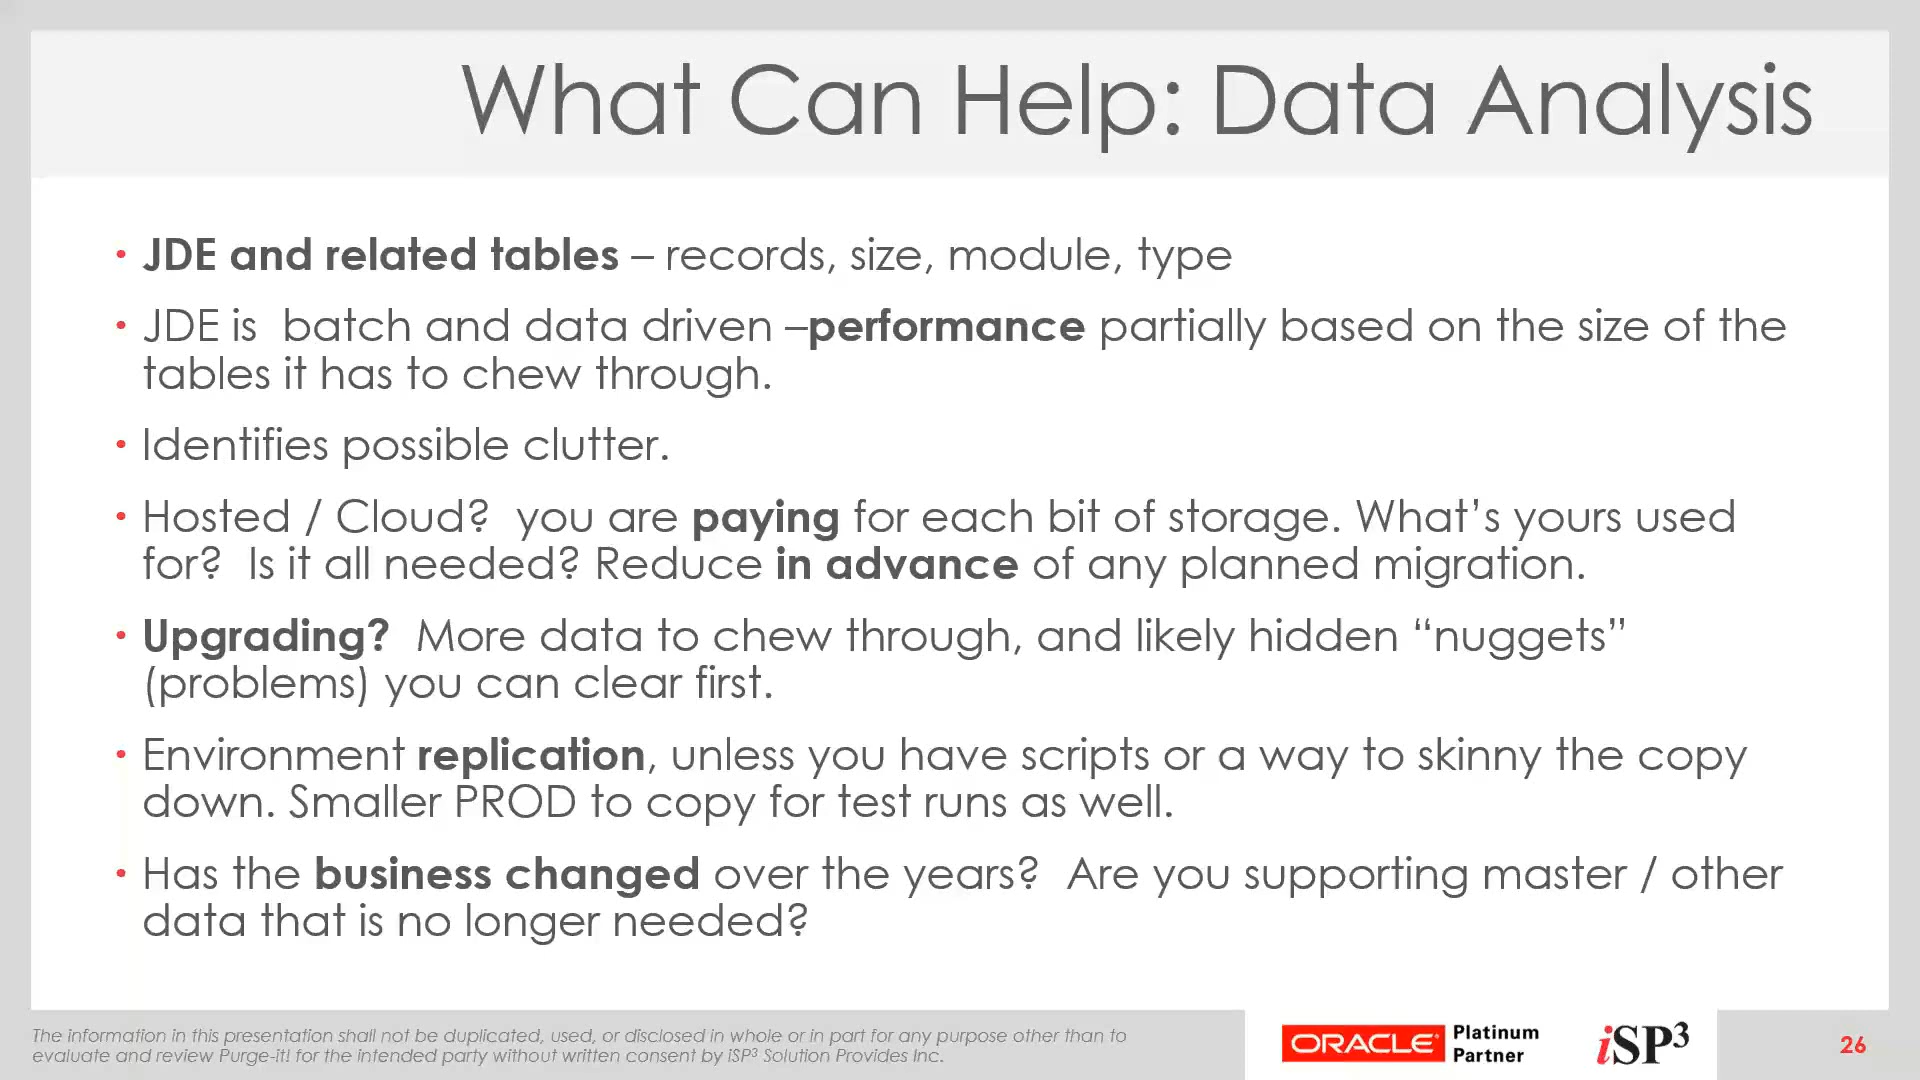 What Can Help: Data Analysis
• JDE and related tables – records, size, module, type
• JDE is  batch and data driven –performance partially based on the size of the
tables it has to chew through.
• Identifies possible clutter.
• Hosted / Cloud?  you are paying for each bit of storage. What’s yours used
for?  Is it all needed? Reduce in advance of any planned migration.
• Upgrading?  More data to chew through, and likely hidden “nuggets”
(problems) you can clear first.
• Environment replication, unless you have scripts or a way to skinny the copy
down. Smaller PROD to copy for test runs as well.
• Has the business changed over the years?  Are you supporting master / other
data that is no longer needed?
The information in this presentation shall not be duplicated, used, or disclosed in whole or in part for any purpose other than to
evaluate and review Purge-it! for the intended party without written consent by iSP³ Solution Provides Inc.
ORACLE Platinum
Partner
iSP³
26